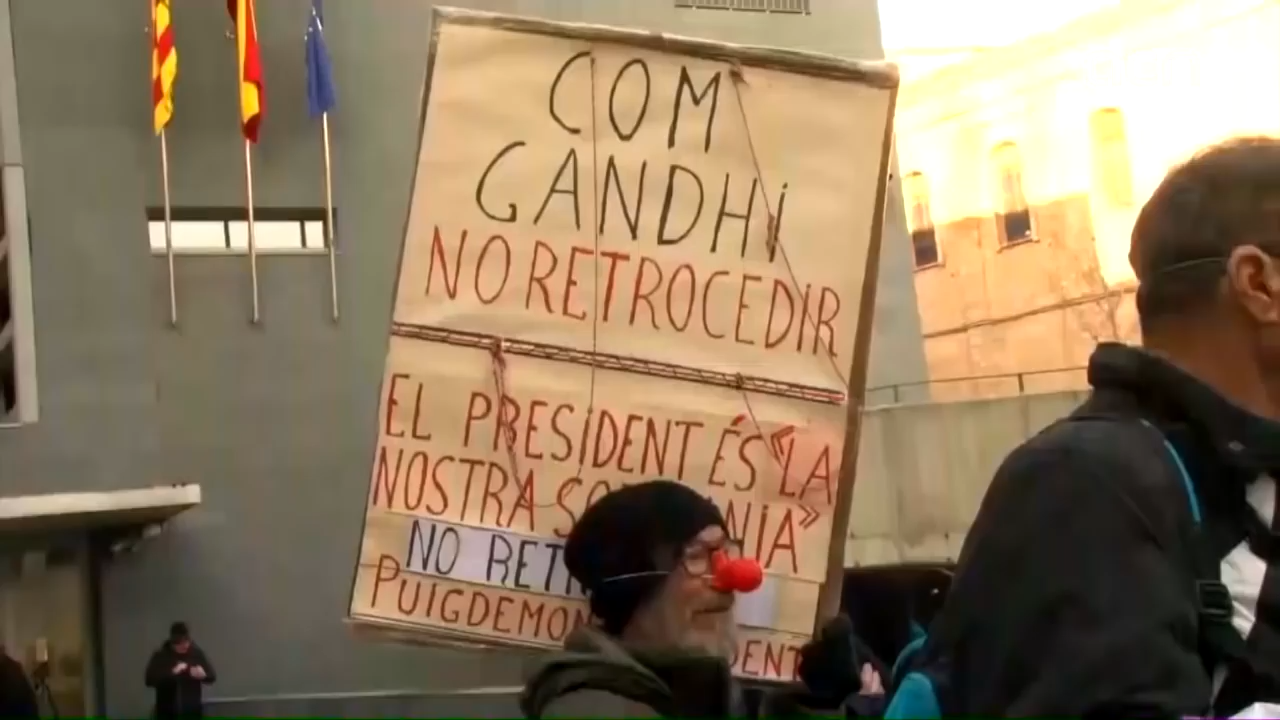 COM
GANDHI
NO RETROCEDIR
EL PRESIDENT ÉS "LA
NOSTRA
NO
PUIGDEMON